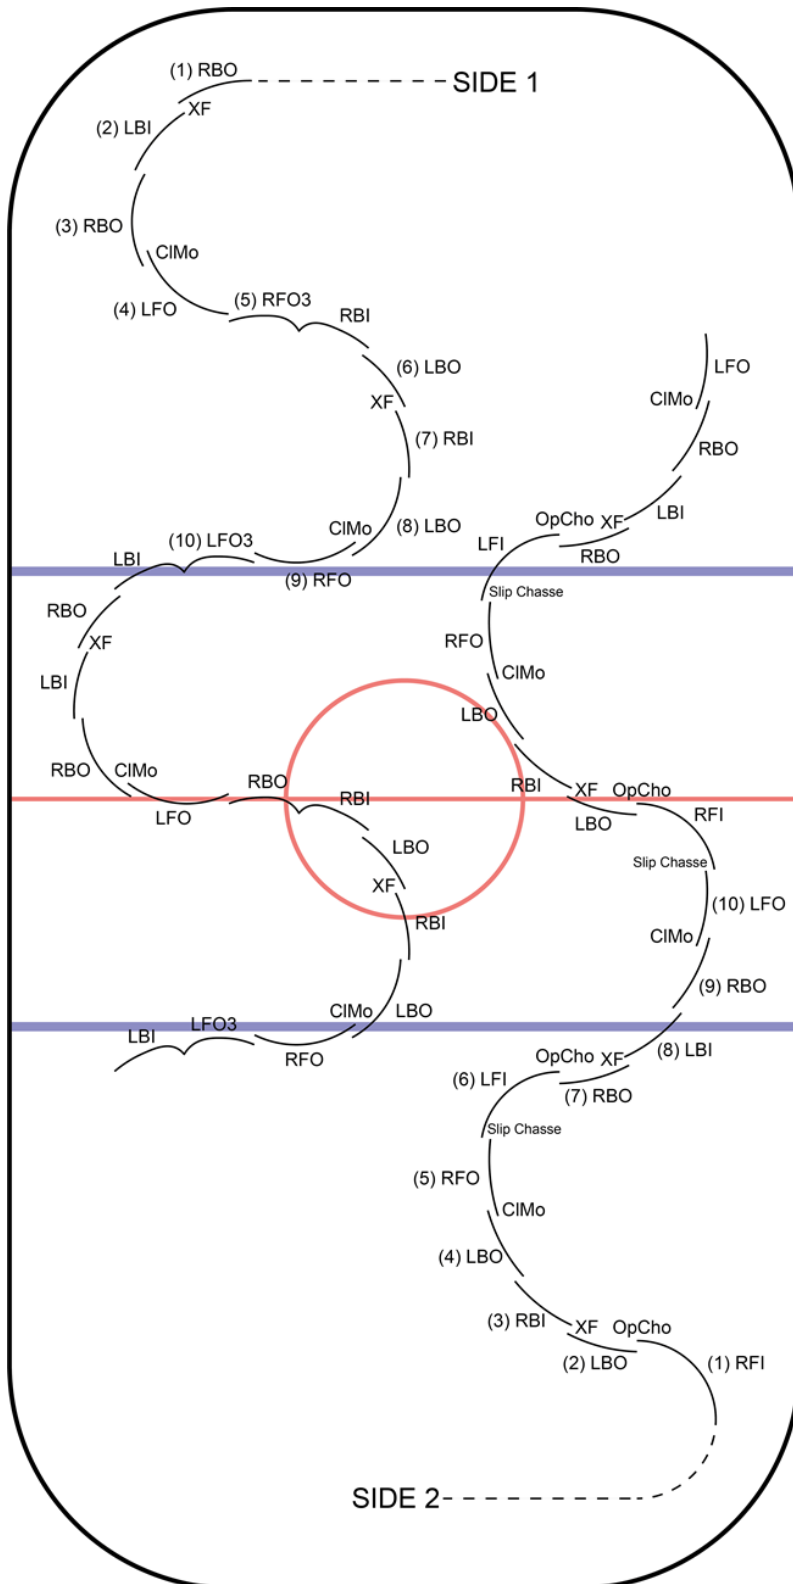 (1) RBO
SIDE 1
XF
(2) LBI
(3) RBO
ClMo
(4) LFO
(5) RFO3
RBI
(6) LBO
XF
(7) RBI
(8) LBO
ClMo
(9) RFO
(10) LFO3
LBI
RBO
XF
LBI
RBO
ClMo
LFO
RBO
RBI
LBO
XF
RBI
LBO
ClMo
RFO
LFO3
LBI
LFO
ClMo
RBO
LBI
XF
OpCho
RBO
LFI
Slip Chasse
RFO
ClMo
LBO
RBI
XF
OpCho
LBO
RFI
Slip Chasse
(10) LFO
ClMo
(9) RBO
(8) LBI
XF
OpCho
(7) RBO
(6) LFI
Slip Chasse
(5) RFO
ClMo
(4) LBO
(3) RBI
XF
OpCho
(2) LBO
(1) RFI
SIDE 2